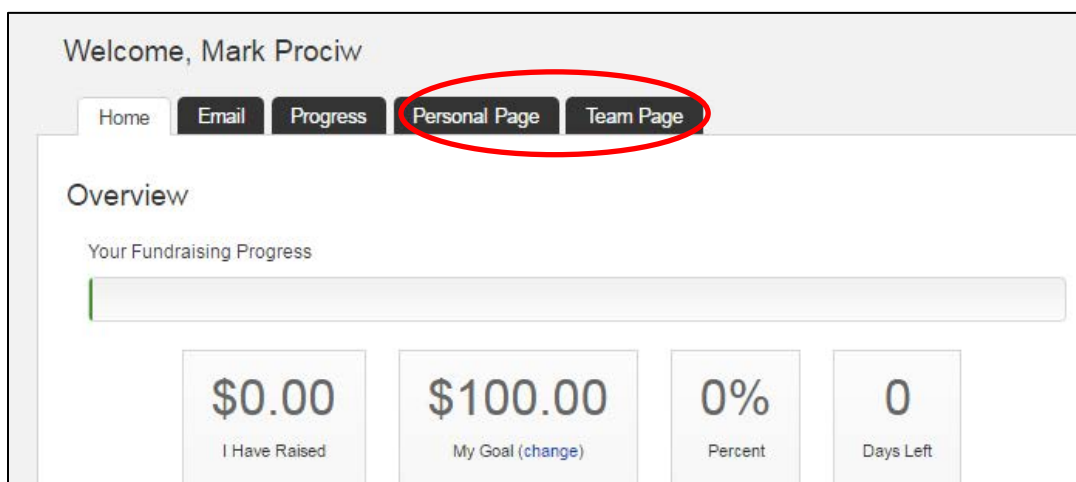 Welcome, Mark Prociw
Home Email Progress Personal Page Team Page
Overview
Your Fundraising Progress
$0.00 $100.00 0% 0
I Have Raised My Goal (change) Percent Days Left